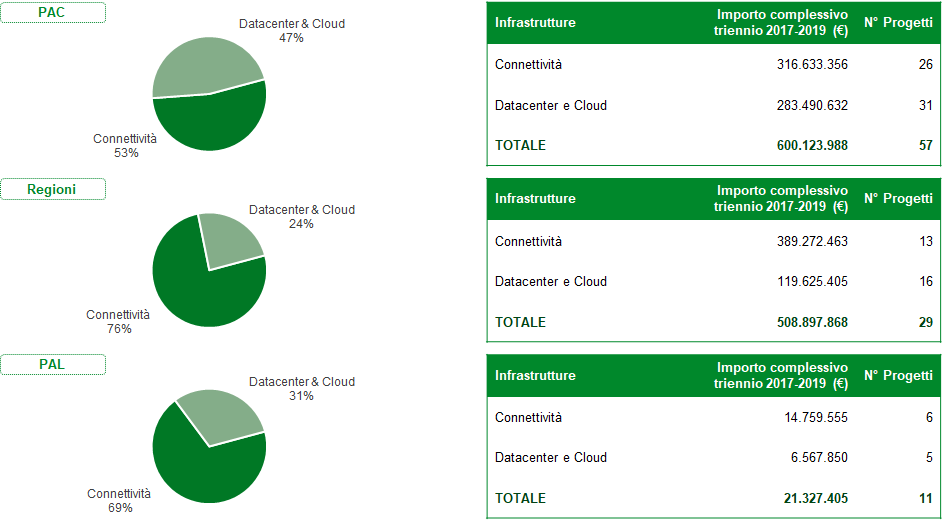 PAC
Datacenter & Cloud
47%
Connettività
53%
Infrastrutture Importo complessivo triennio 2017-2019 (€) N° Progetti
Connettività 316.633.356 26
Datacenter e Cloud 283.490.632 31
TOTALE 600.123.988 57
Regioni
Datacenter & Cloud
24%
Connettività
76%
Infrastrutture Importo complessivo triennio 2017-2019 (€) N° Progetti
Connettività 389.272.463 13
Datacenter e Cloud 119.625.405 16
TOTALE 508.897.868 29
PAL
Datacenter & Cloud
31%
Connettività
69%
Infrastrutture Importo complessivo triennio 2017-2019 (€) N° Progetti
Connettività 14.759.555 6
Datacenter e Cloud 6.567.850 5
TOTALE 21.327.405 11